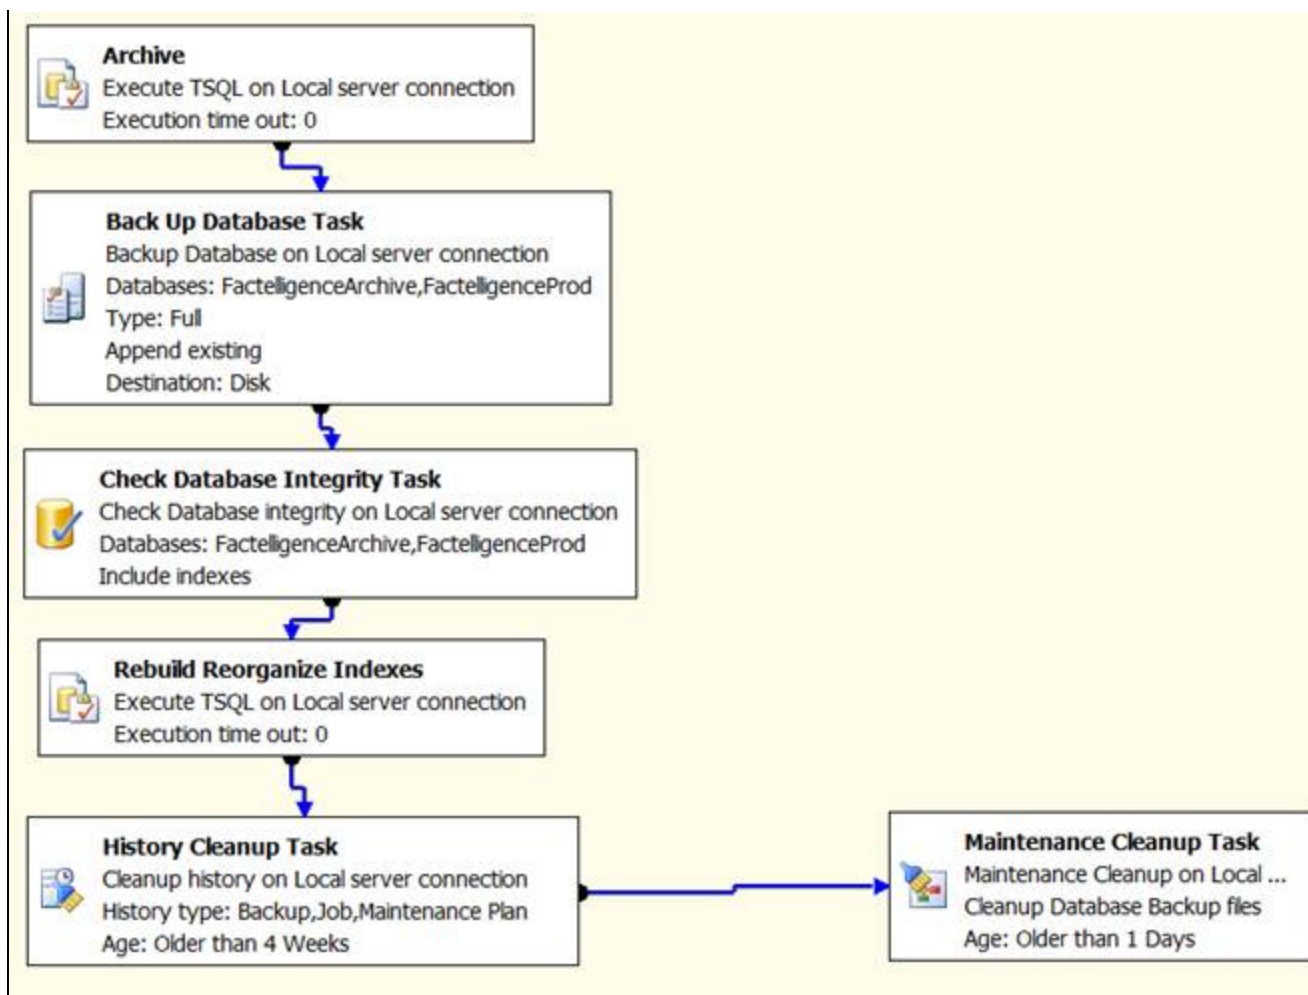 Archive
Execute TSQL on Local server connection
Execution time out: 0
Back Up Database Task
Backup Database on Local server connection
Databases: FactelligenceArchive,FactelligenceProd
Type: Full
Append existing
Destination: Disk
Check Database Integrity Task
Check Database integrity on Local server connection
Databases: FactelligenceArchive,FactelligenceProd
Include indexes
Rebuild Reorganize Indexes
Execute TSQL on Local server connection
Execution time out: 0
History Cleanup Task
Cleanup history on Local server connection
History type: Backup,Job,Maintenance Plan
Age: Older than 4 Weeks
Maintenance Cleanup Task
Maintenance Cleanup on Local ...
Cleanup Database Backup files
Age: Older than 1 Days